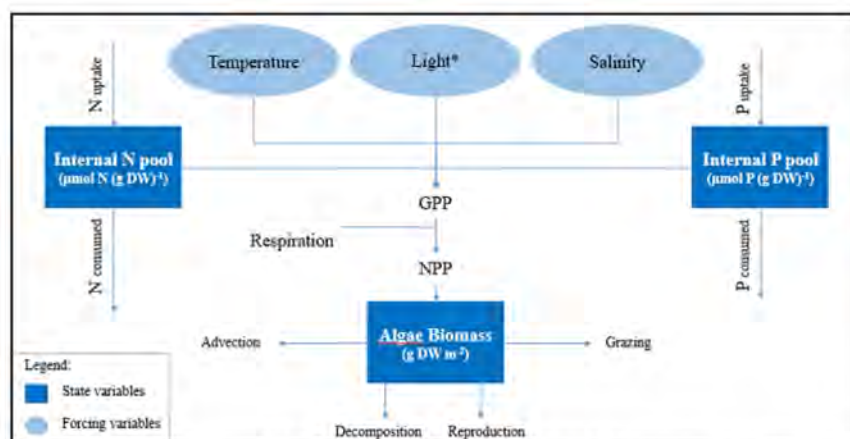 Temperature
Light*
Salinity
N uptake
P uptake
Internal N pool
(µmol N (g DW)⁻¹)
Internal P pool
(µmol P (g DW)⁻¹)
GPP
Respiration
N consumed
P consumed
NPP
Algae Biomass
(g DW m⁻²)
Advection
Grazing
Legend:
State variables
Forcing variables
Decomposition
Reproduction